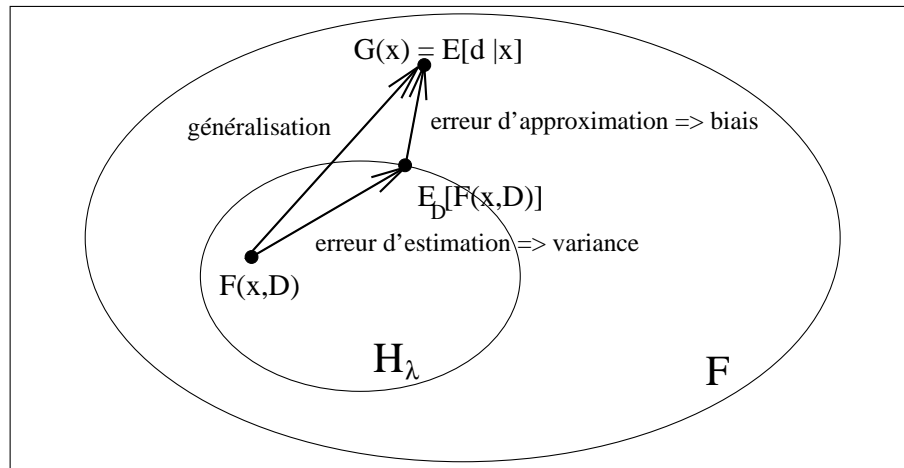 G(x) = E[d |x]
généralisation
erreur d'approximation => biais
E_D[F(x,D)]
erreur d'estimation => variance
F(x,D)
H_λ
F